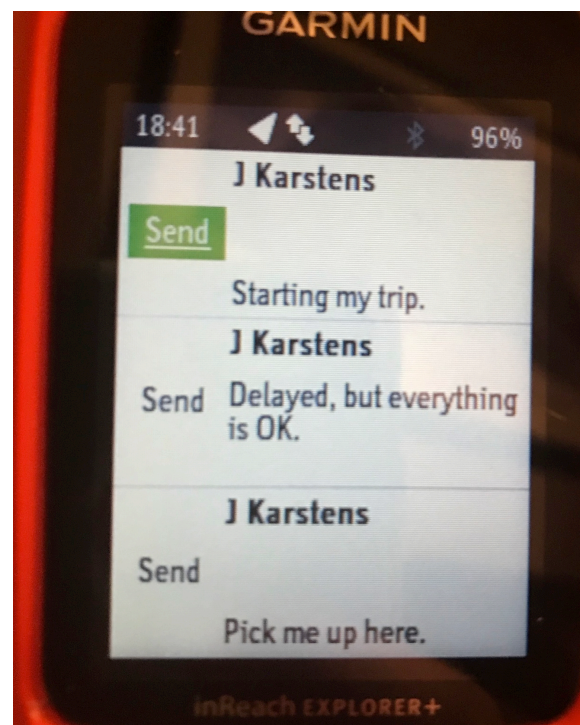 GARMIN
18:41 96%
J Karstens
Send
Starting my trip.
J Karstens
Send Delayed, but everything
is OK.
J Karstens
Send
Pick me up here.
inReach EXPLORER+